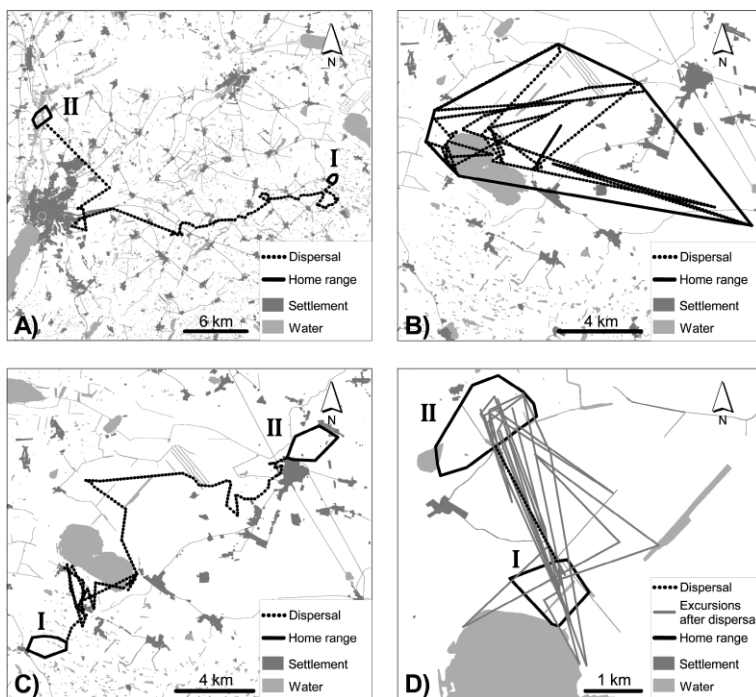 II
I
N
Dispersal
Home range
Settlement
Water
6 km
A)
N
Dispersal
Home range
Settlement
Water
4 km
B)
II
I
N
Dispersal
Home range
Settlement
Water
4 km
C)
II
I
N
Dispersal
Excursions
after dispersa
Home range
Settlement
Water
1 km
D)